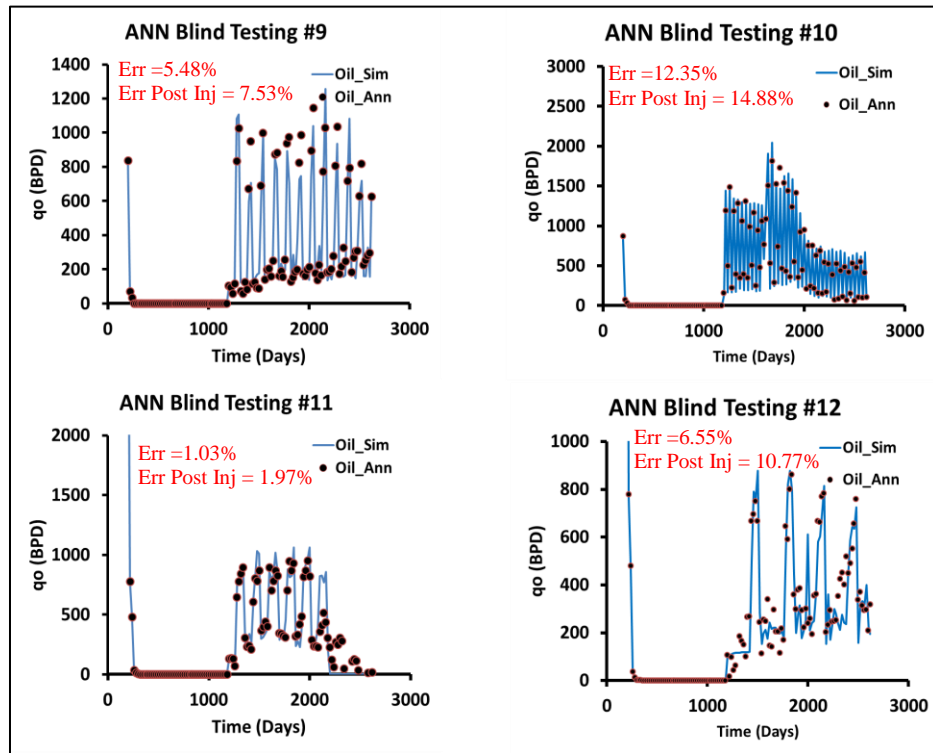 ANN Blind Testing #9
Err =5.48%
Err Post Inj = 7.53%
Oil_Sim
Oil_Ann
1400
1200
1000
800
600
400
200
0
qo (BPD)
0 1000 2000 3000
Time (Days)
ANN Blind Testing #10
Err =12.35%
Err Post Inj = 14.88%
Oil_Sim
Oil_Ann
3000
2500
2000
1500
1000
500
0
qo (BPD)
0 1000 2000 3000
Time (Days)
ANN Blind Testing #11
Err =1.03%
Err Post Inj = 1.97%
Oil_Sim
Oil_Ann
2000
1500
1000
500
0
qo (BPD)
0 1000 2000 3000
Time (Days)
ANN Blind Testing #12
Err =6.55%
Err Post Inj = 10.77%
Oil_Sim
Oil_Ann
1000
800
600
400
200
0
qo (BPD)
0 1000 2000 3000
Time (Days)